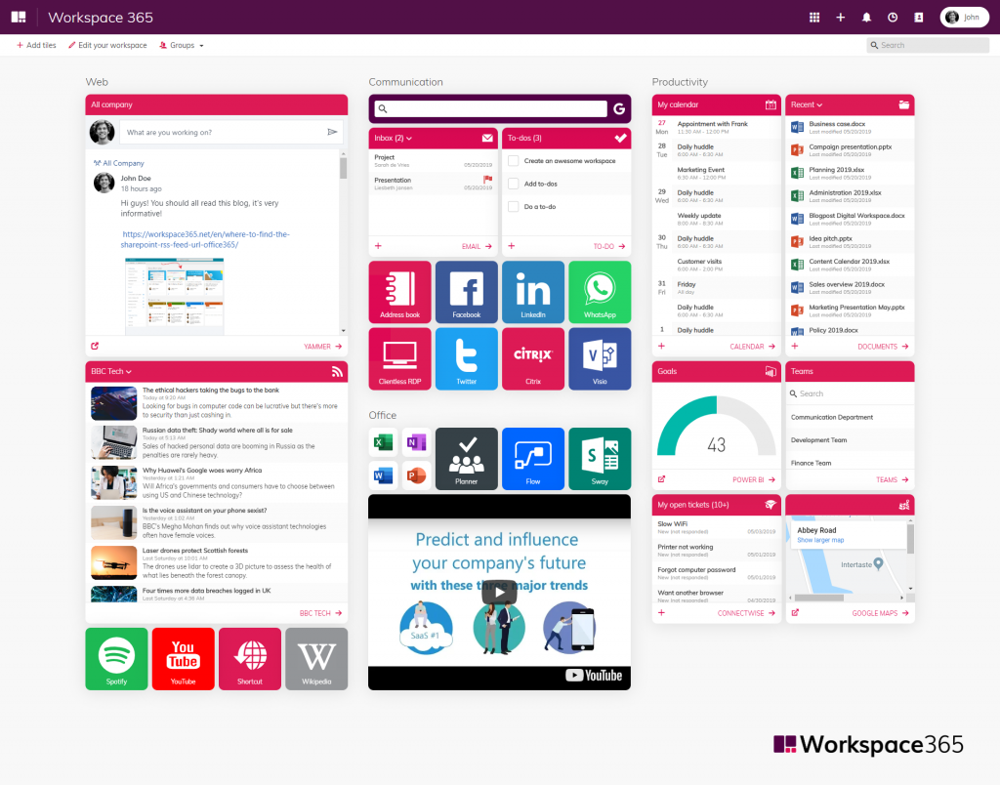 Workspace 365
John
Add tiles
Edit your workspace
Groups
Search
Web
All company
What are you working on?
All Company
John Doe
18 hours ago
Hi guys! You should all read this blog, it's very
informative!
https://workspace365.net/en/where-to-find-the-
sharepoint-rss-feed-url-office365/
YAMMER
BBC Tech
The ethical hackers taking the bugs to the bank
Today at 9:20 AM
Looking for bugs in computer code can be lucrative but there's more
to security than just cashing in.
Russian data theft: Shady world where all is for sale
Today at 5:13 AM
Sales of hacked personal data are booming in Russia as the
penalties are rarely heavy.
Why Huawei's Google woes worry Africa
Yesterday at 1:21 AM
Will Africa's governments and consumers have to choose between
using US and Chinese technology?
Is the voice assistant on your phone sexist?
Yesterday at 1:02 AM
BBC's Megha Mohan finds out why voice assistant technologies
often have female voices.
Laser drones protect Scottish forests
Last Saturday at 10:01 AM
The drones use lidar to create a 3D picture to assess the health of
what lies beneath the forest canopy.
Four times more data breaches logged in UK
Last Saturday at 4:36 AM
BBC TECH
Spotify
You
Tube
YouTube
Shortcut
W
Wikipedia
Communication
G
Inbox (2)
Project
Sarah de Vries
05/20/2019
Presentation
Liesbeth Jansen
05/20/2019
EMAIL
To-dos (3)
Create an awesome workspace
Add to-dos
Do a to-do
TO-DO
Address book
Facebook
in
LinkedIn
WhatsApp
Clientless RDP
Twitter
CITRIX
Citrix
V
Visio
Office
X
N
W
P
Planner
Flow
S
Sway
Predict and influence
your company's future
with these three major trends
SaaS #1
YouTube
Productivity
My calendar
27
Mon
Appointment with Frank
11:30 AM - 12:00 PM
28
Tue
Daily huddle
8:00 AM - 8:30 AM
Marketing Event
8:30 AM - 12:00 PM
29
Wed
Daily huddle
8:00 AM - 8:30 AM
Weekly update
8:00 AM - 8:30 AM
30
Thu
Daily huddle
8:00 AM - 8:30 AM
Customer visits
8:00 AM - 2:00 PM
31
Fri
Friday
All day
Daily huddle
8:00 AM - 8:30 AM
1
Daily huddle
CALENDAR
Recent
Business case.docx
Last modified 05/20/2019
Campaign presentation.pptx
Last modified 05/20/2019
Planning 2019.xlsx
Last modified 05/20/2019
Administration 2019.xlsx
Last modified 05/20/2019
Blogpost Digital Workspace.docx
Last modified 05/20/2019
Idea pitch.pptx
Last modified 05/20/2019
Content Calendar 2019.xlsx
Last modified 05/20/2019
Sales overview 2019.docx
Last modified 05/20/2019
Marketing Presentation May.pptx
Last modified 05/20/2019
Policy 2019.docx
Last modified 05/20/2019
DOCUMENTS
Goals
43
POWER BI
Teams
Search
Communication Department
Development Team
Finance Team
TEAMS
My open tickets (10+)
Slow WiFi
New (not responded)
05/03/2019
Printer not working
New (not responded)
05/01/2019
Forgot computer password
New (not responded)
05/01/2019
Want another browser
New (not responded)
04/30/2019
CONNECTWISE
Abbey Road
Show larger map
Intertaste
GOOGLE MAPS
Workspace365